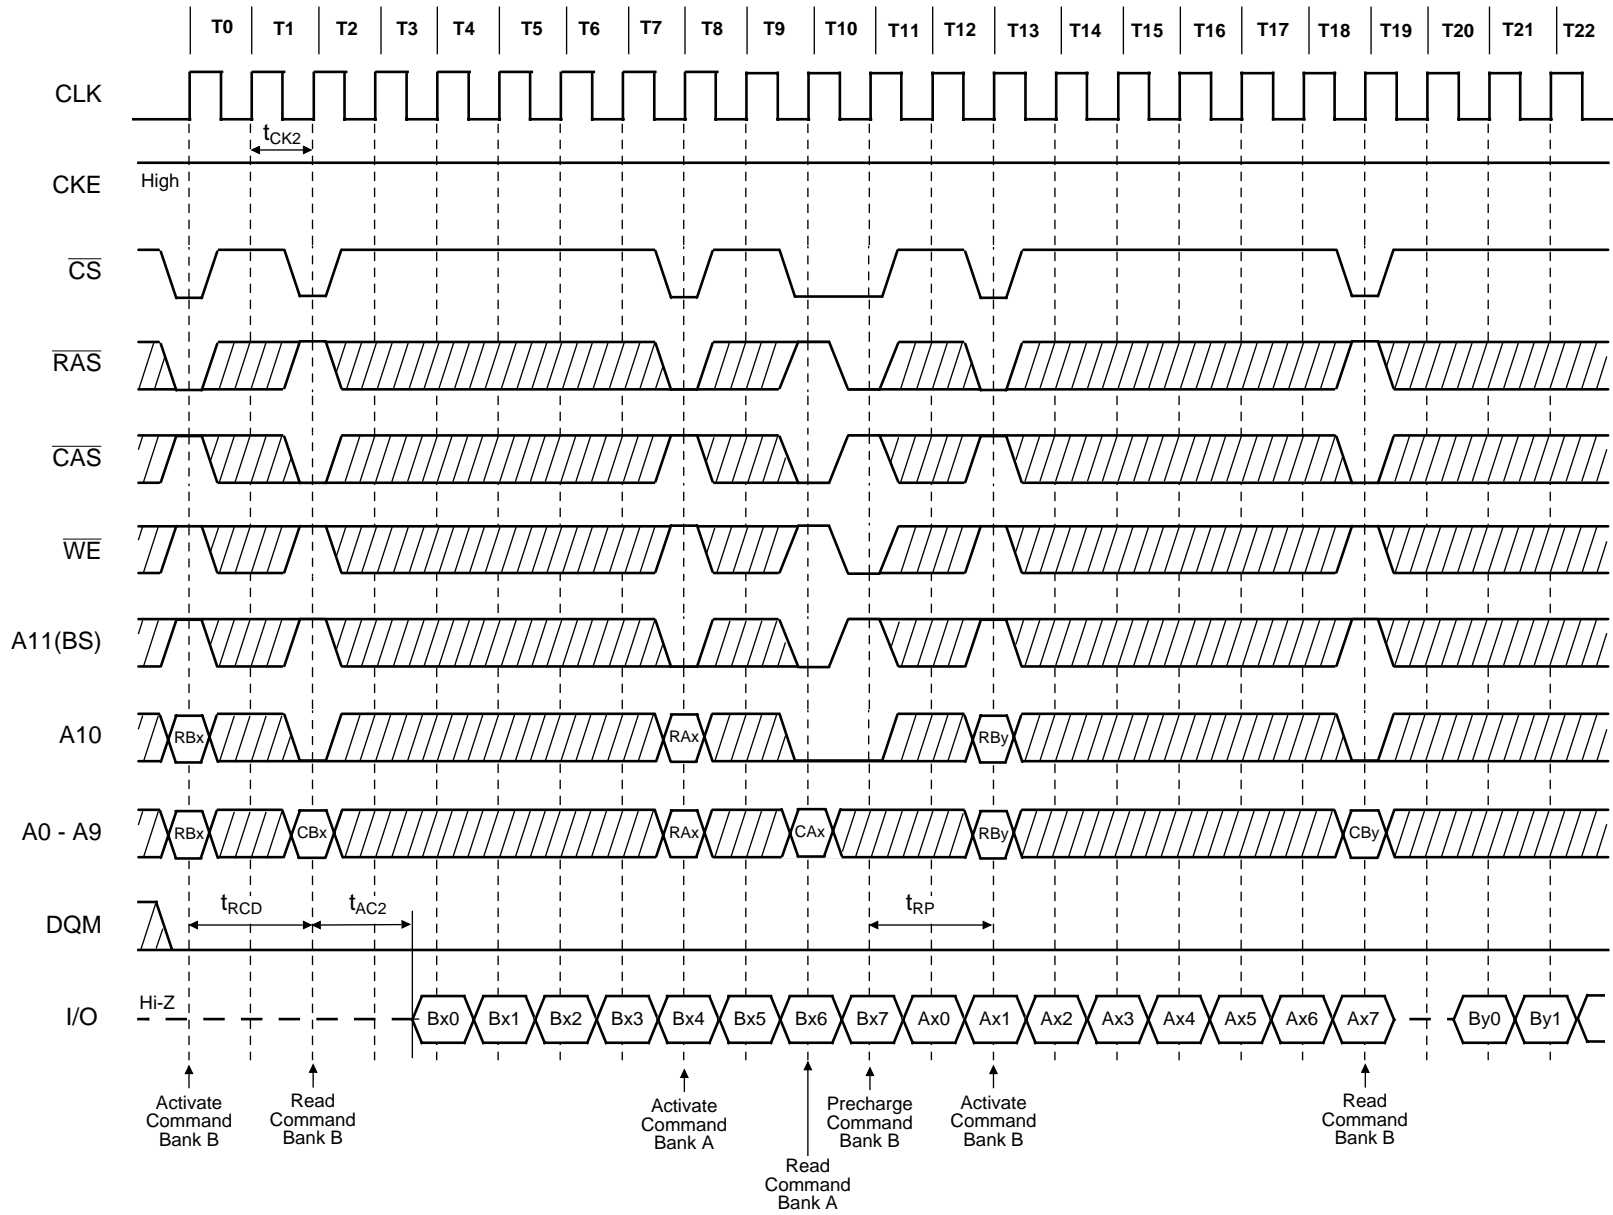 T0 T1 T2 T3 T4 T5 T6 T7 T8 T9 T10 T11 T12 T13 T14 T15 T16 T17 T18 T19 T20 T21 T22
CLK
tCK2
CKE
High
CS
RAS
CAS
WE
A11(BS)
A10
RBx RAx RBy
A0 - A9
RBx CBx RAx CAx RBy CBy
DQM
tRCD tAC2 tRP
I/O
Hi-Z
Bx0 Bx1 Bx2 Bx3 Bx4 Bx5 Bx6 Bx7 Ax0 Ax1 Ax2 Ax3 Ax4 Ax5 Ax6 Ax7 By0 By1
Activate
Command
Bank B
Read
Command
Bank B
Activate
Command
Bank A
Read
Command
Bank A
Precharge
Command
Bank B
Activate
Command
Bank B
Read
Command
Bank B